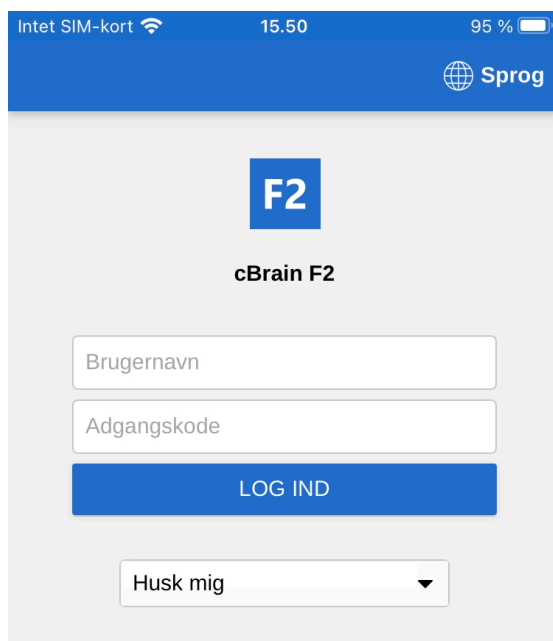 Intet SIM-kort 15.50 95 %
Sprog
F2
cBrain F2
Brugernavn
Adgangskode
LOG IND
Husk mig